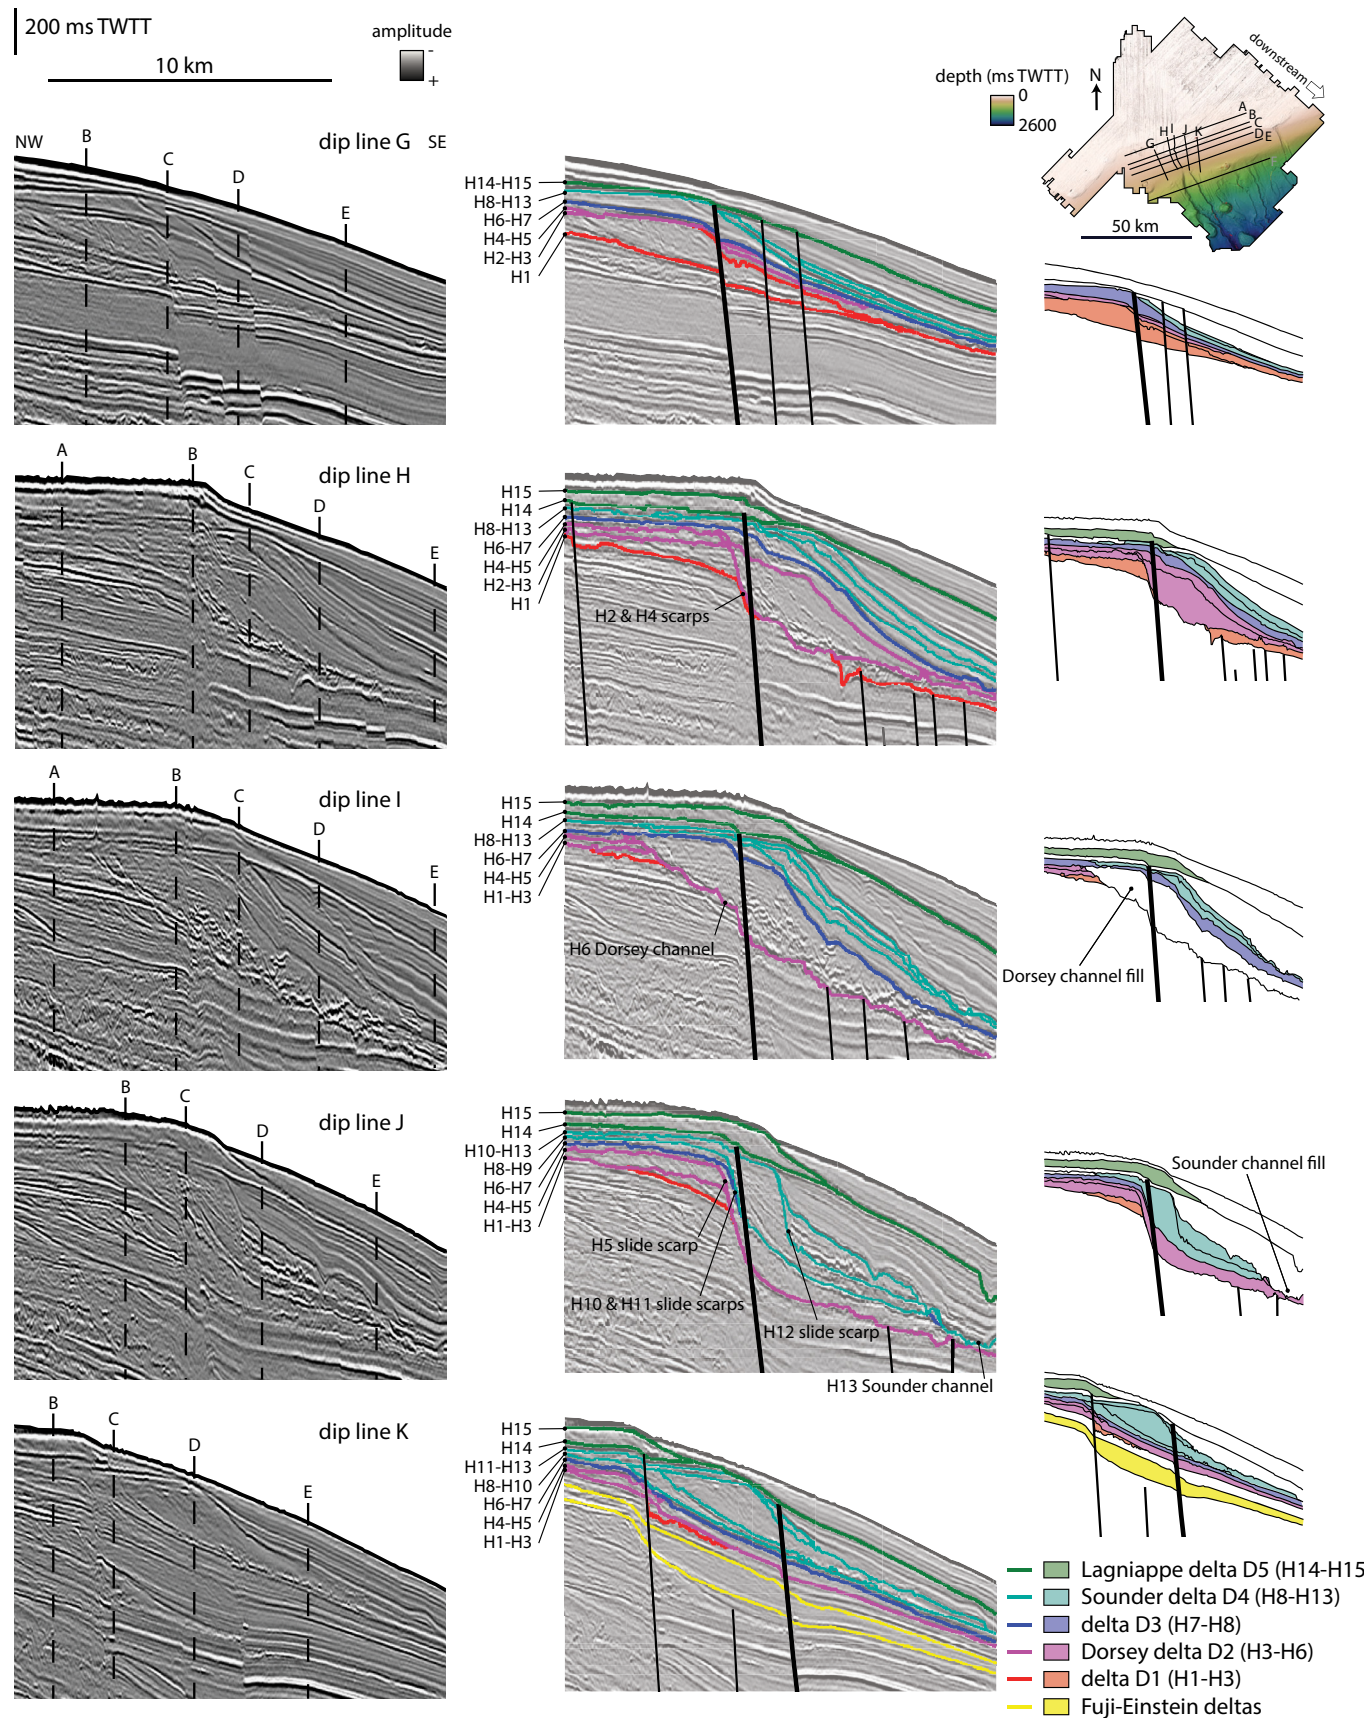 200 ms TWTT
10 km
amplitude
-
+
NW
B
C
D
E
dip line G
SE
H14-H15
H8-H13
H6-H7
H4-H5
H2-H3
H1
depth (ms TWTT)
0
2600
N
downstream
A
B
C
D
E
G
H
I
J
K
50 km
A
B
C
D
E
dip line H
H15
H14
H8-H13
H6-H7
H4-H5
H2-H3
H1
H2 & H4 scarps
A
B
C
D
E
dip line I
H15
H14
H8-H13
H6-H7
H4-H5
H1-H3
H6 Dorsey channel
Dorsey channel fill
B
C
D
E
dip line J
H15
H14
H10-H13
H8-H9
H6-H7
H4-H5
H1-H3
H5 slide scarp
H10 & H11 slide scarps
H12 slide scarp
H13 Sounder channel
Sounder channel fill
B
C
D
E
dip line K
H15
H14
H11-H13
H8-H10
H6-H7
H4-H5
H1-H3
Lagniappe delta D5 (H14-H15
Sounder delta D4 (H8-H13)
delta D3 (H7-H8)
Dorsey delta D2 (H3-H6)
delta D1 (H1-H3)
Fuji-Einstein deltas